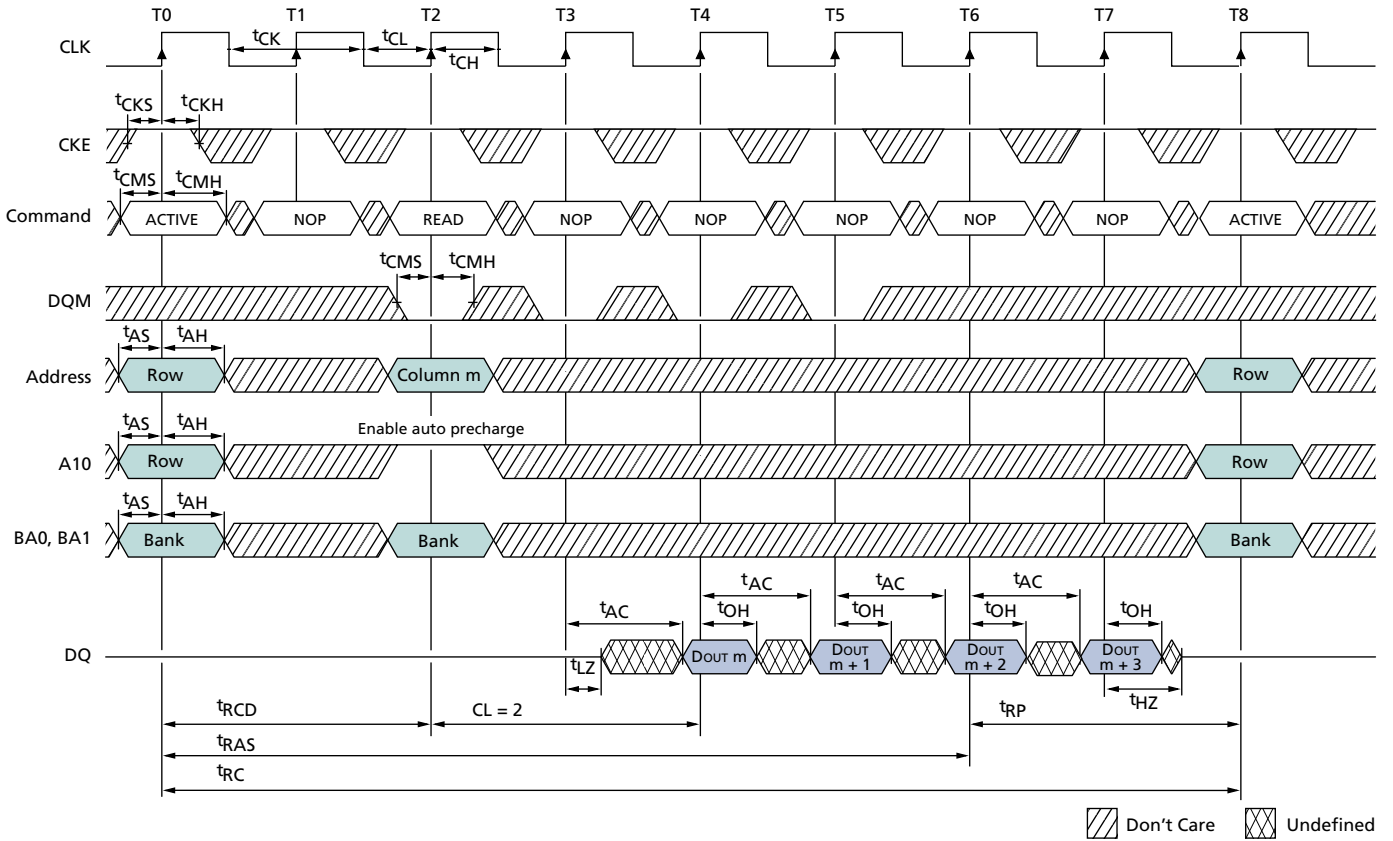 T0 T1 T2 T3 T4 T5 T6 T7 T8
CLK
tCK tCL tCH
tCKS tCKH
CKE
tCMS tCMH
Command ACTIVE NOP READ NOP NOP NOP NOP NOP ACTIVE
tCMS tCMH
DQM
tAS tAH
Address Row Column m Row
tAS tAH
Enable auto precharge
A10 Row Row
tAS tAH
BA0, BA1 Bank Bank Bank
tAC tAC tAC
tAC tOH tOH tOH tOH
DQ DOUT m DOUT m + 1 DOUT m + 2 DOUT m + 3
tLZ tHZ
tRCD CL = 2 tRP
tRAS
tRC
Don't Care Undefined